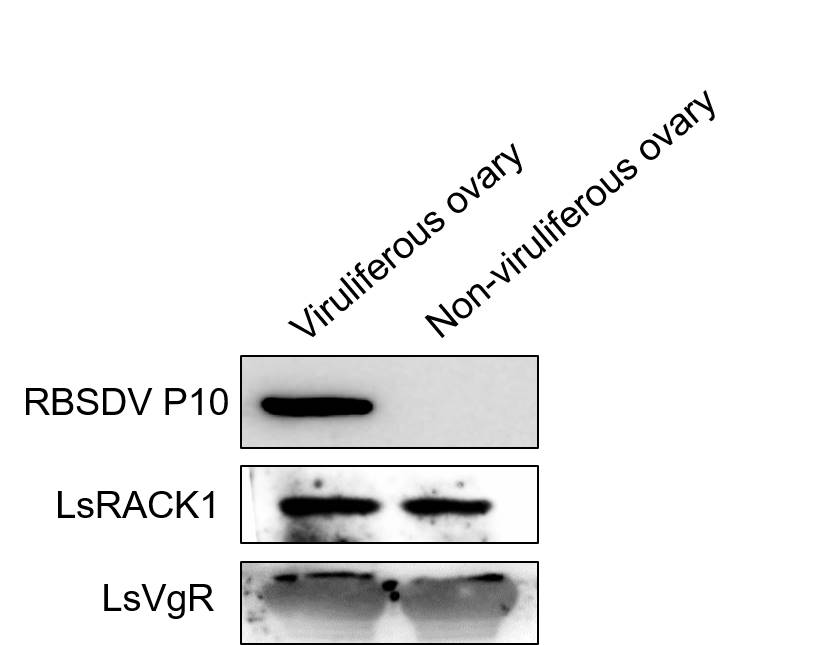 Viruliferous ovary
Non-viruliferous ovary
RBSDV P10
LsRACK1
LsVgR